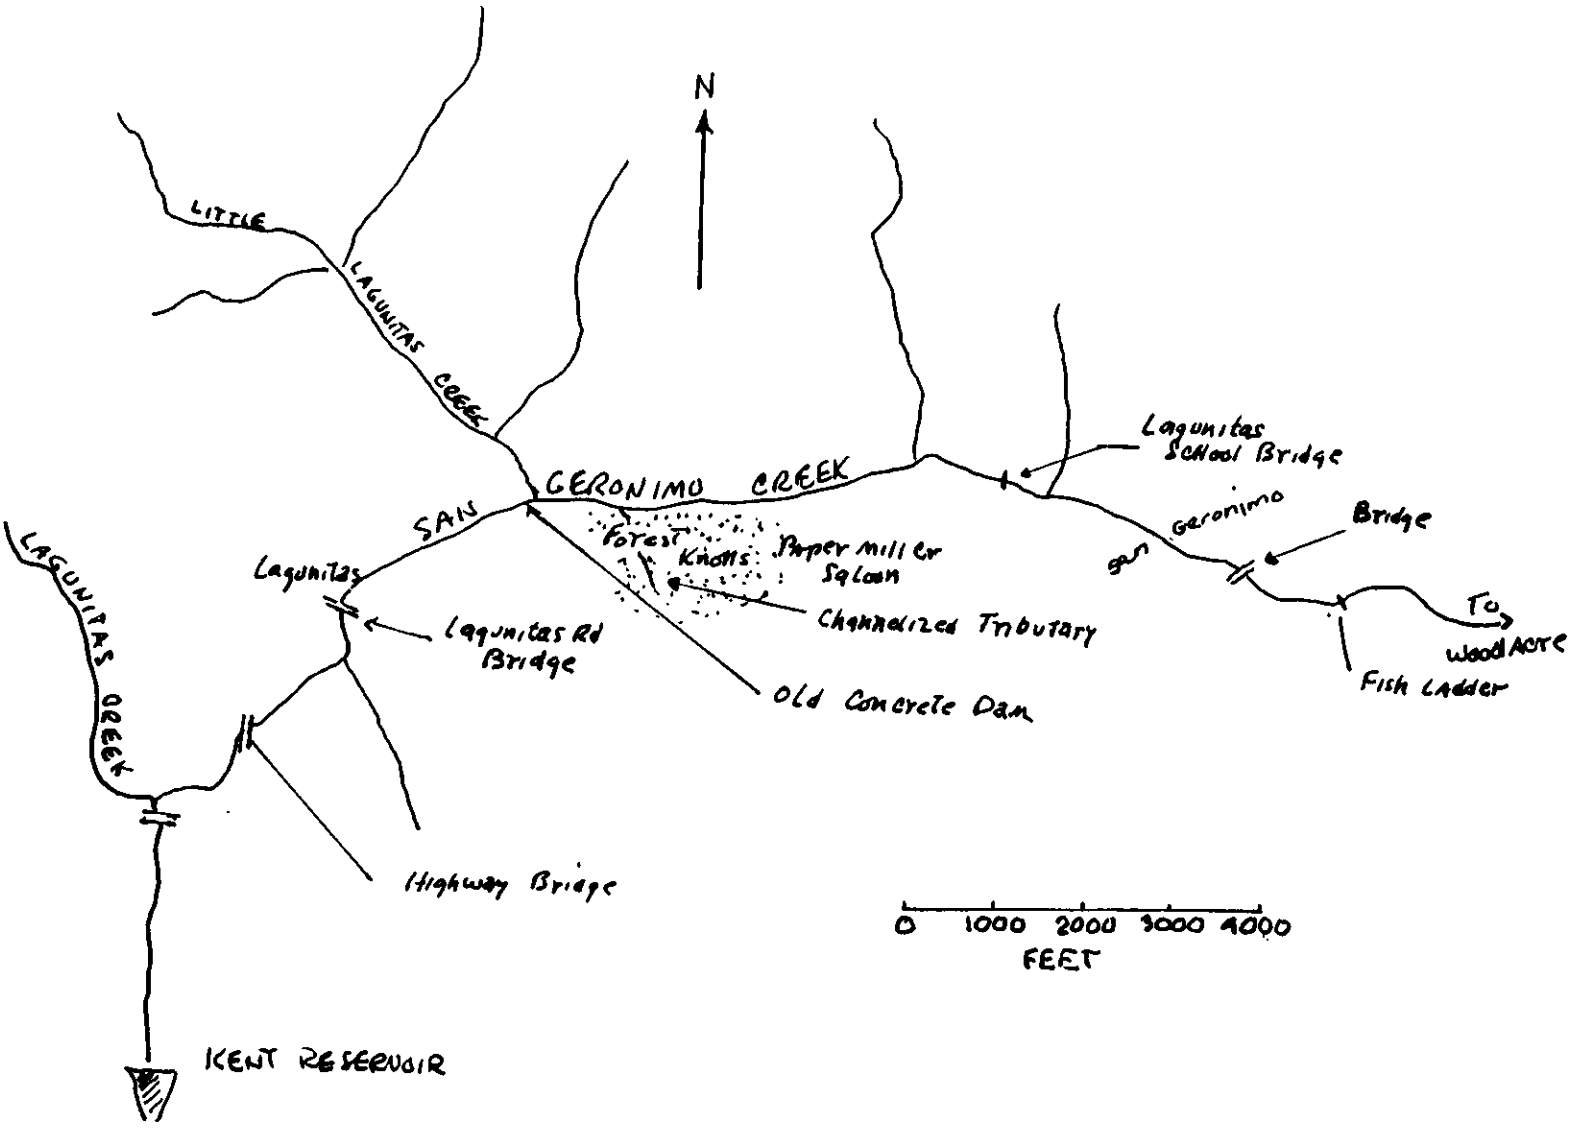 N
LITTLE
LAGUNITAS
CREEK
Lagunitas
School Bridge
SAN GERONIMO CREEK
San Geronimo
Bridge
LAGUNITAS CREEK
Lagunitas
Forest
Knolls
Paper Mill Cr
Saloon
Channelized Tributary
To
Wood Acre
Lagunitas Rd
Bridge
Fish Ladder
Old Concrete Dam
Highway Bridge
0 1000 2000 3000 4000
FEET
KENT RESERVOIR